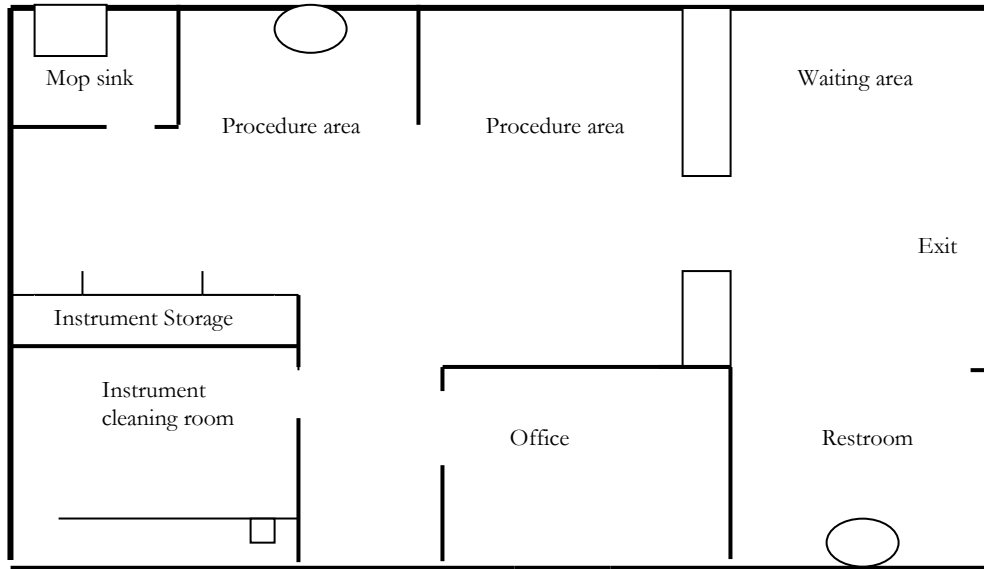 Mop sink
Waiting area
Procedure area
Procedure area
Exit
Instrument Storage
Instrument
cleaning room
Office
Restroom